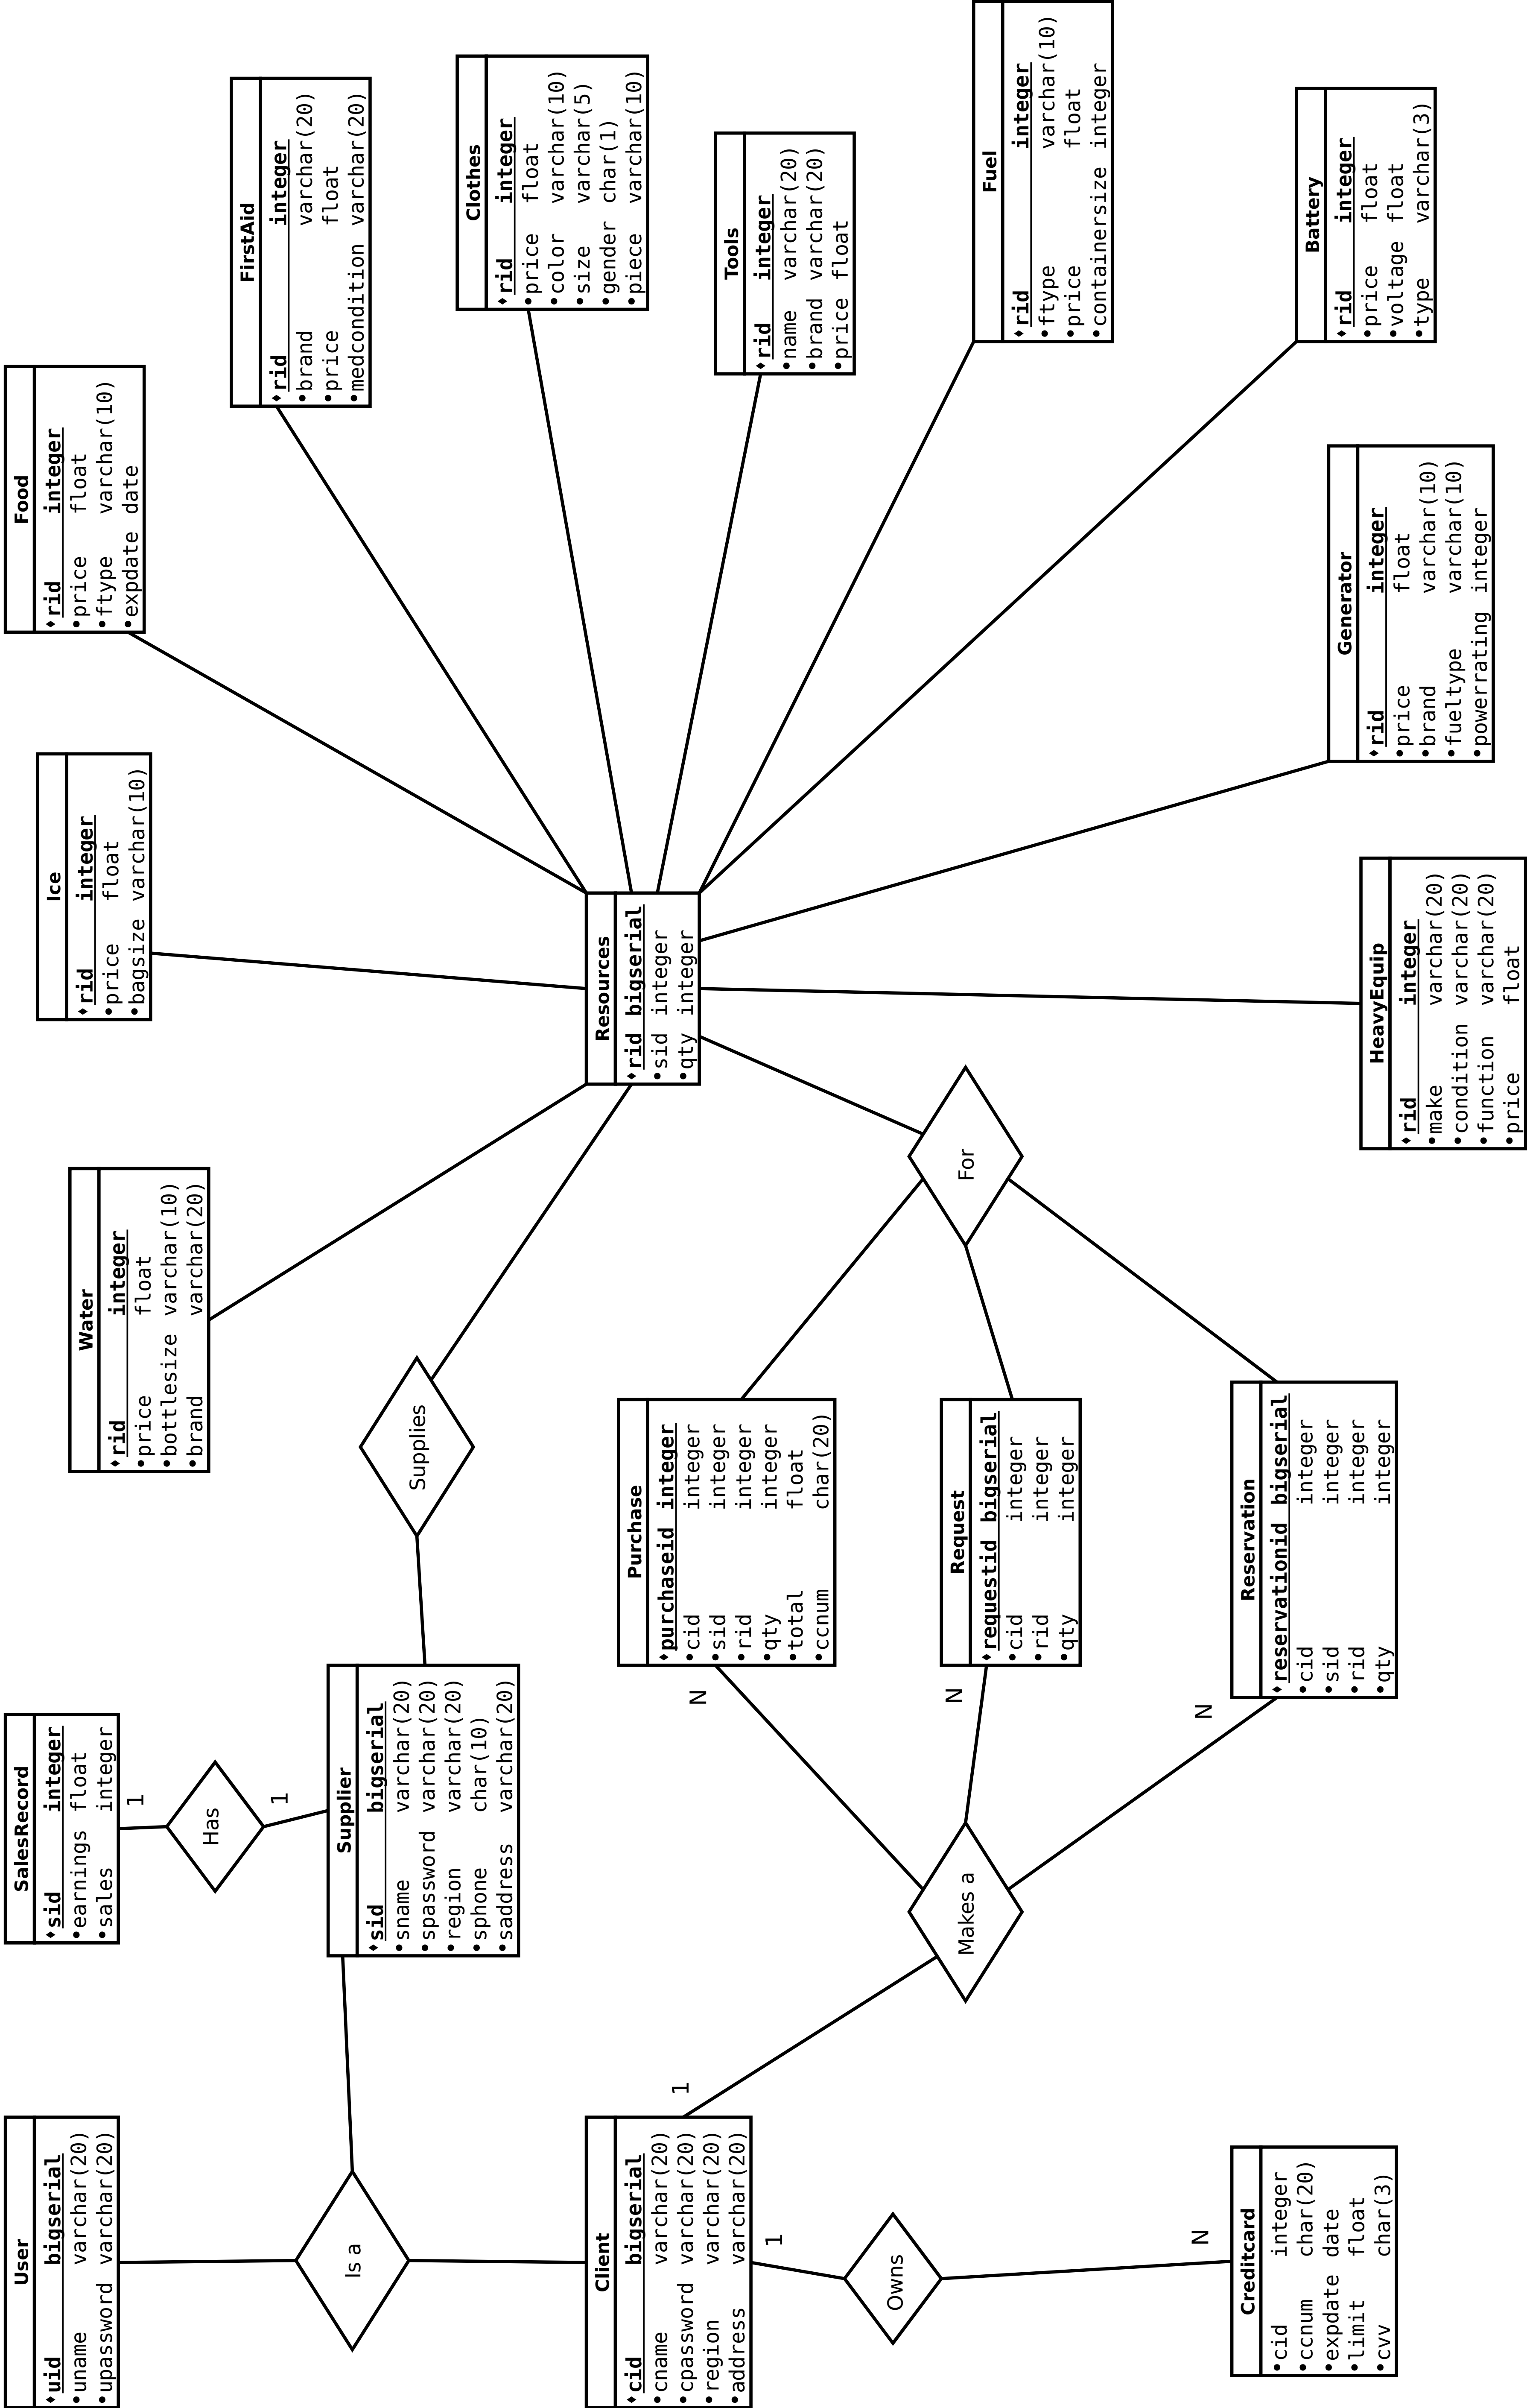 User
uid bigserial
uname varchar(20)
upassword varchar(20)
SalesRecord
sid integer
earnings float
sales integer
Water
rid integer
price float
bottlesize varchar(10)
brand varchar(20)
Ice
rid integer
price float
bagsize varchar(10)
Food
rid integer
price float
ftype varchar(10)
expdate date
FirstAid
rid integer
brand varchar(20)
price float
medcondition varchar(20)
1
Has
1
Is a
Supplier
sid bigserial
sname varchar(20)
spassword varchar(20)
region varchar(20)
sphone char(10)
saddress varchar(20)
Supplies
Clothes
rid integer
price float
color varchar(10)
size varchar(5)
gender char(1)
piece varchar(10)
Client
cid bigserial
cname varchar(20)
cpassword varchar(20)
region varchar(20)
address varchar(20)
1
N
Purchase
purchaseid integer
cid integer
sid integer
rid integer
qty integer
total float
ccnum char(20)
Resources
rid bigserial
sid integer
qty integer
Tools
rid integer
name varchar(20)
brand varchar(20)
price float
1
Owns
Makes a
N
Request
requestid bigserial
cid integer
rid integer
qty integer
For
Fuel
rid integer
ftype varchar(10)
price float
containersize integer
N
Creditcard
cid integer
ccnum char(20)
expdate date
limit float
cvv char(3)
N
Reservation
reservationid bigserial
cid integer
sid integer
rid integer
qty integer
HeavyEquip
rid integer
make varchar(20)
condition varchar(20)
function varchar(20)
price float
Generator
rid integer
price float
brand varchar(10)
fueltype varchar(10)
powerrating integer
Battery
rid integer
price float
voltage float
type varchar(3)